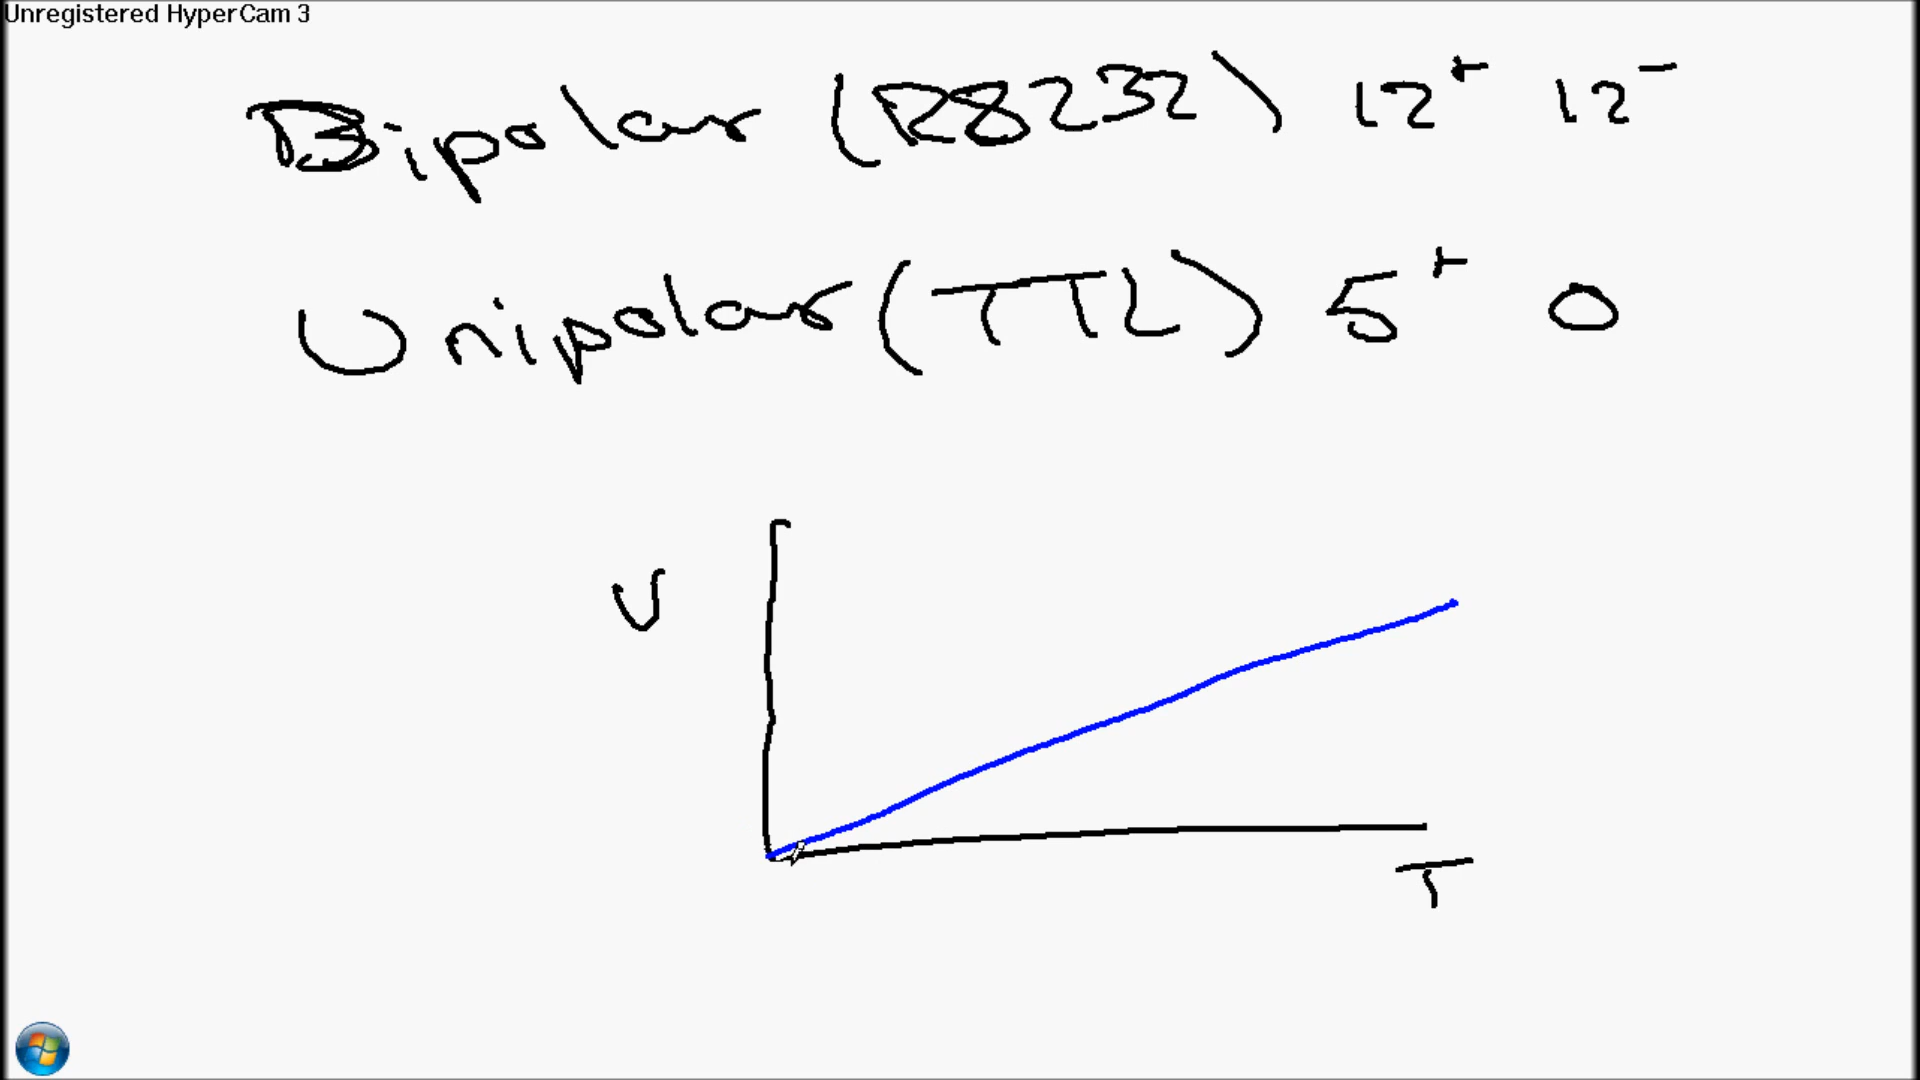 Unregistered HyperCam 3
Bipolar (RS232) 12+ 12-
Unipolar (TTL) 5+ 0
V
T